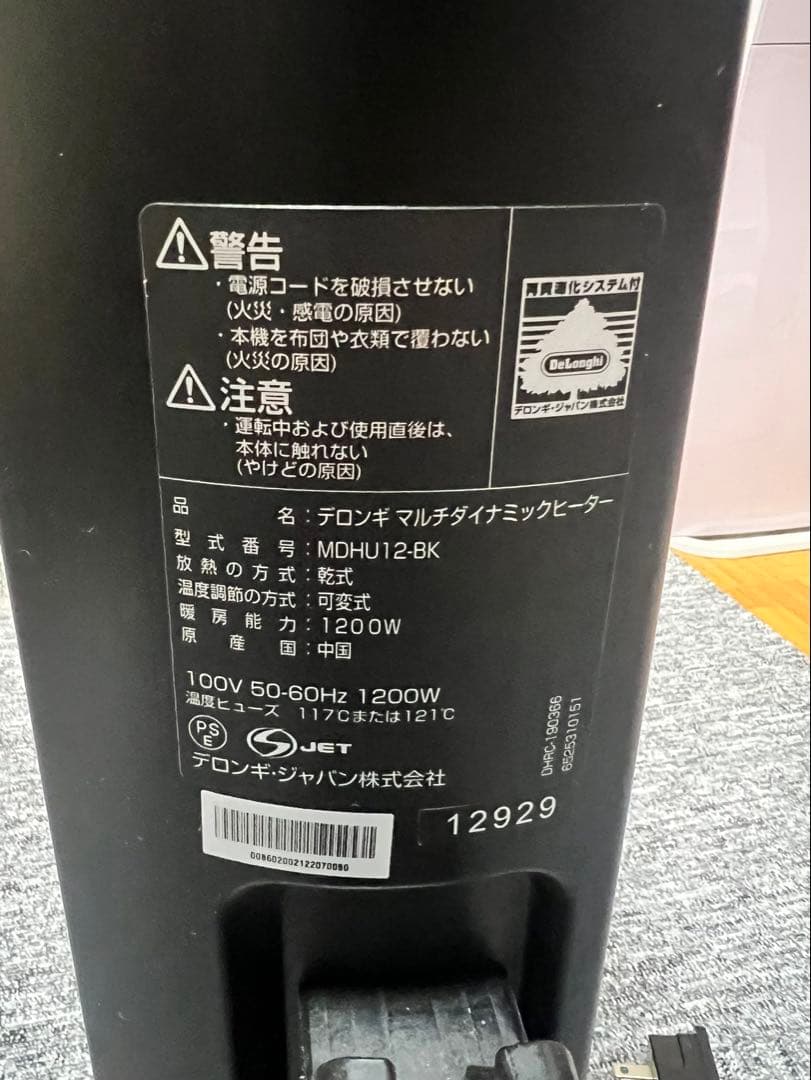 警告
・電源コードを破損させない
(火災・感電の原因)
・本機を布団や衣類で覆わない
(火災の原因)
注意
・運転中および使用直後は、
本体に触れない
(やけどの原因)
再資源化システム付
DeLonghi
デロンギ・ジャパン株式会社
品名：デロンギ マルチダイナミックヒーター
型式番号：MDHU12-BK
放熱の方式：乾式
温度調節の方式：可変式
暖房能力：1200W
原産国：中国
100V 50-60Hz 1200W
温度ヒューズ 117℃または121℃
PS
E
S JET
デロンギ・ジャパン株式会社
DHRC-190366
6525310151
12929
008602002122070090